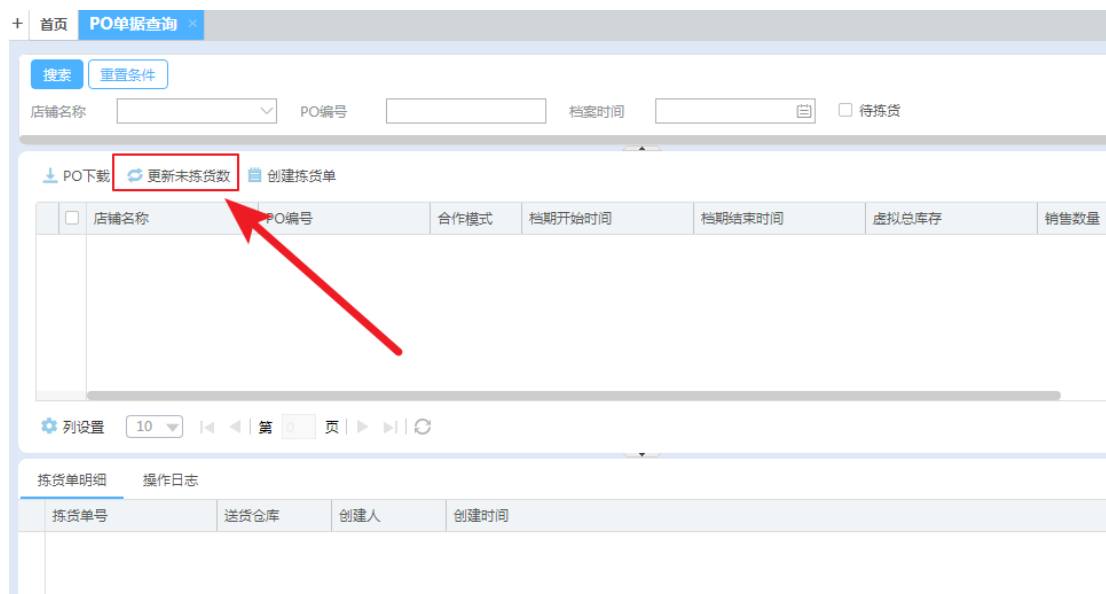 + 首页 PO单据查询 ×
搜索 重置条件
店铺名称 PO编号 档案时间 待拣货
PO下载 更新未拣货数 创建拣货单
店铺名称 PO编号 合作模式 档期开始时间 档期结束时间 虚拟总库存 销售数量
列设置 10 第 0 页
拣货单明细 操作日志
拣货单号 送货仓库 创建人 创建时间